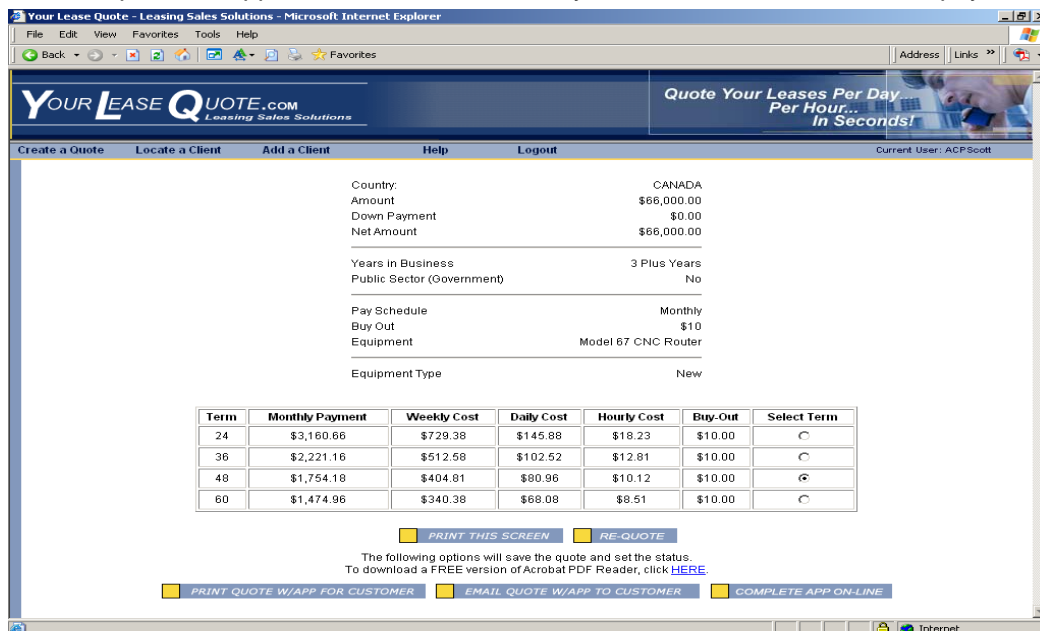 Your Lease Quote - Leasing Sales Solutions - Microsoft Internet Explorer
File Edit View Favorites Tools Help
Back Favorites Address Links »
YOUR LEASE QUOTE.COM
Leasing Sales Solutions
Quote Your Leases Per Day...
Per Hour...
In Seconds!
Create a Quote Locate a Client Add a Client Help Logout Current User: ACPScott
Country: CANADA
Amount $66,000.00
Down Payment $0.00
Net Amount $66,000.00
Years in Business 3 Plus Years
Public Sector (Government) No
Pay Schedule Monthly
Buy Out $10
Equipment Model 67 CNC Router
Equipment Type New
Term Monthly Payment Weekly Cost Daily Cost Hourly Cost Buy-Out Select Term
24 $3,160.66 $729.38 $145.88 $18.23 $10.00
36 $2,221.16 $512.58 $102.52 $12.81 $10.00
48 $1,754.18 $404.81 $80.96 $10.12 $10.00
60 $1,474.96 $340.38 $68.08 $8.51 $10.00
PRINT THIS SCREEN RE-QUOTE
The following options will save the quote and set the status.
To download a FREE version of Acrobat PDF Reader, click HERE.
PRINT QUOTE W/APP FOR CUSTOMER EMAIL QUOTE W/APP TO CUSTOMER COMPLETE APP ON-LINE
Internet